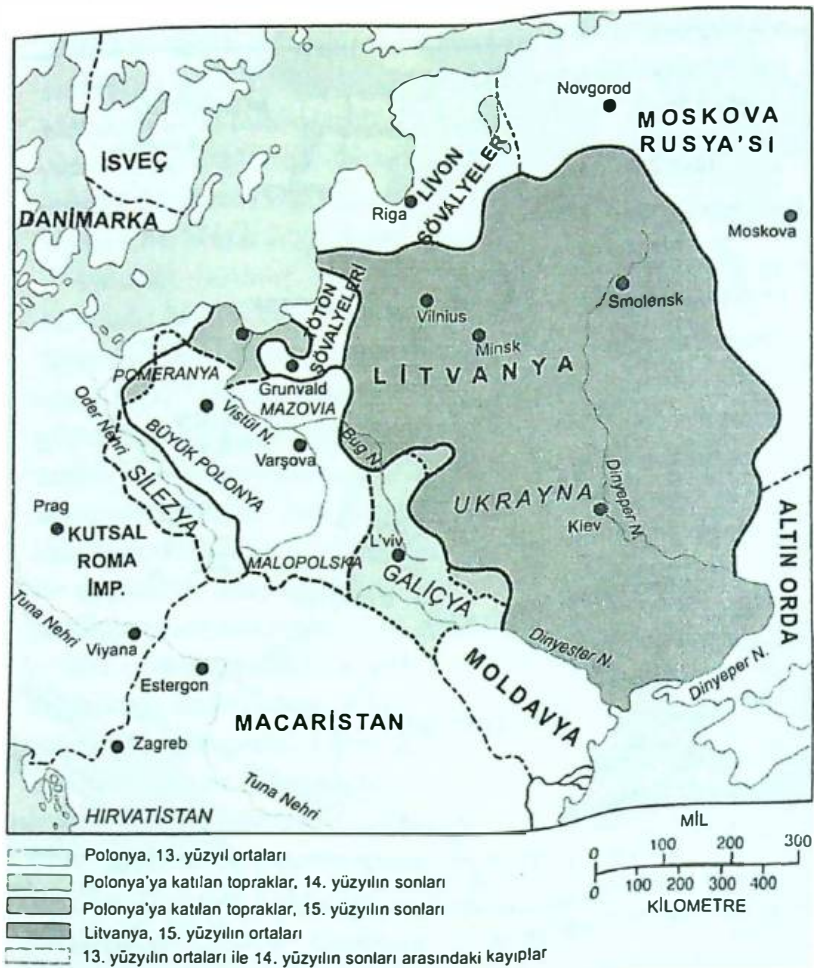 Novgorod
MOSKOVA
RUSYA'SI
İSVEÇ
DANİMARKA
LİVON
ŞÖVALYELER
Riga
Moskova
TÖTON
ŞÖVALYELERİ
Vilnius
Smolensk
Minsk
LİTVANYA
POMERANYA
Grunvald
MAZOVIA
Oder Nehri
Vistül N.
BÜYÜK POLONYA
Varşova
Bug N.
SİLEZYA
UKRAYNA
Dinyeper N.
Kiev
Prag
KUTSAL
ROMA
İMP.
L'viv
MALOPOLSKA
GALİÇYA
ALTIN ORDA
Tuna Nehri
Viyana
Dinyester N.
Dinyeper N.
Estergon
MOLDAVYA
MACARİSTAN
Zagreb
Tuna Nehri
HIRVATİSTAN
MİL
0 100 200 300
0 100 200 300 400
KİLOMETRE
Polonya, 13. yüzyıl ortaları
Polonya'ya katılan topraklar, 14. yüzyılın sonları
Polonya'ya katılan topraklar, 15. yüzyılın sonları
Litvanya, 15. yüzyılın ortaları
13. yüzyılın ortaları ile 14. yüzyılın sonları arasındaki kayıplar